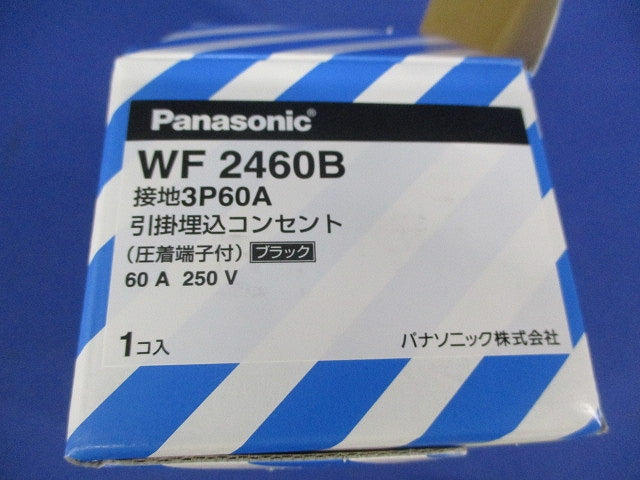 Panasonic®
WF 2460B
接地3P60A
引掛埋込コンセント
(圧着端子付) ブラック
60 A 250 V
1コ入
パナソニック株式会社